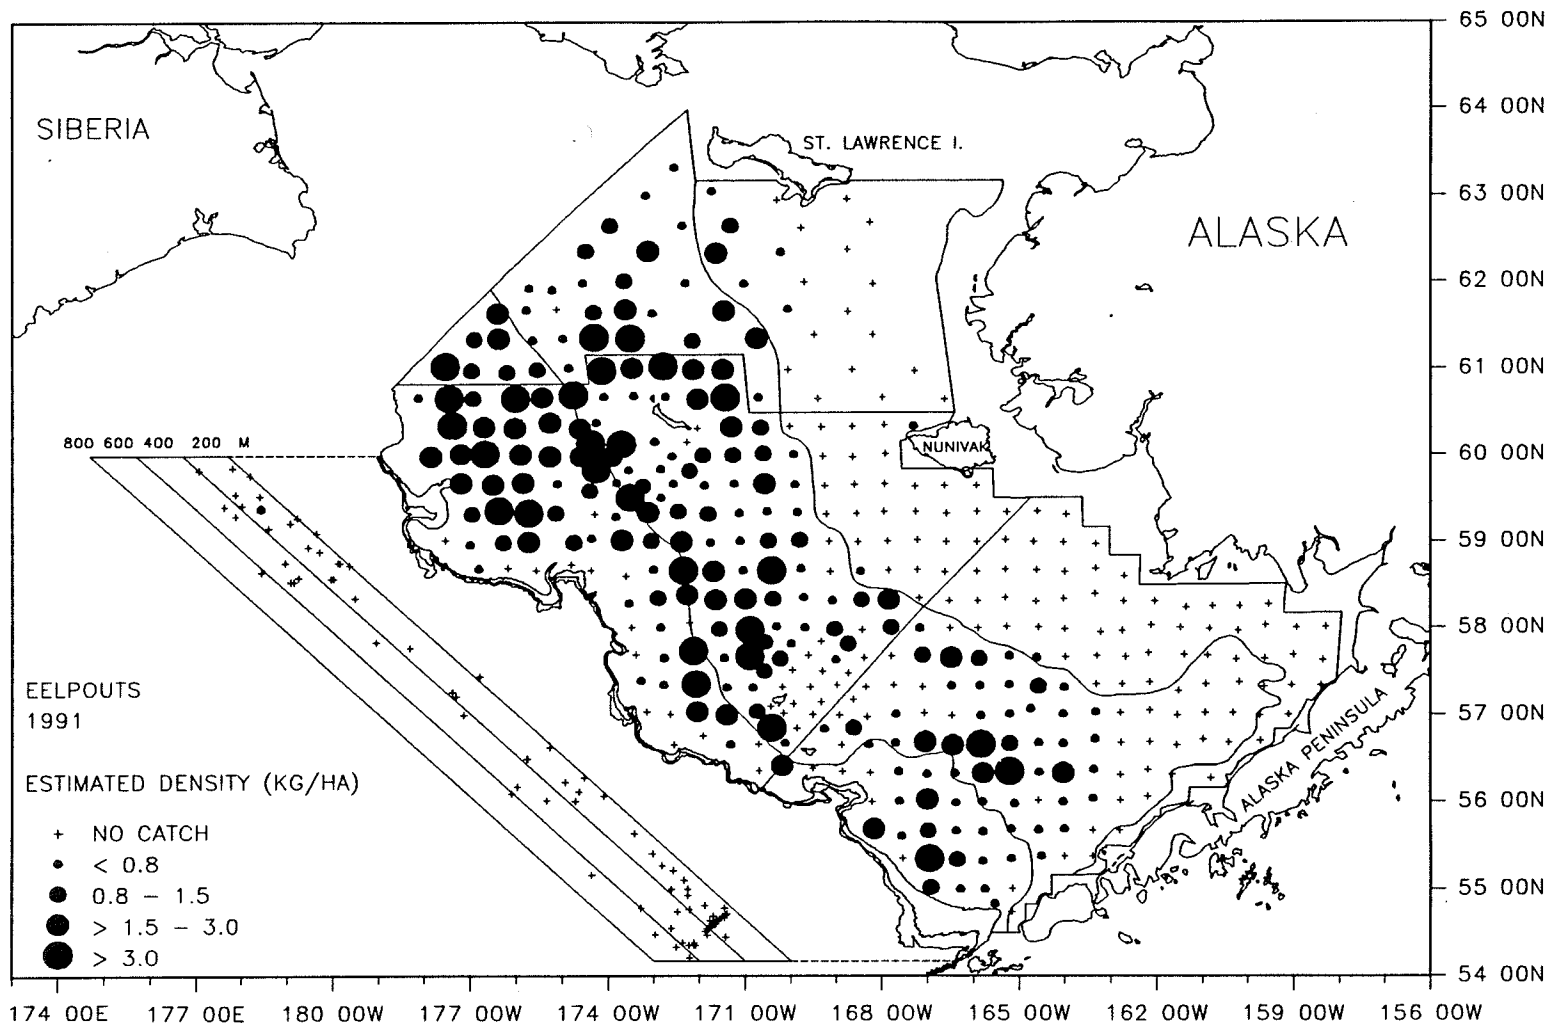 65 00N
64 00N
SIBERIA
ST. LAWRENCE I.
63 00N
ALASKA
62 00N
61 00N
800 600 400 200 M
NUNIVAK
60 00N
59 00N
58 00N
EELPOUTS
1991
57 00N
ALASKA PENINSULA
ESTIMATED DENSITY (KG/HA)
56 00N
+ NO CATCH
< 0.8
0.8 – 1.5
> 1.5 – 3.0
> 3.0
55 00N
54 00N
174 00E 177 00E 180 00W 177 00W 174 00W 171 00W 168 00W 165 00W 162 00W 159 00W 156 00W